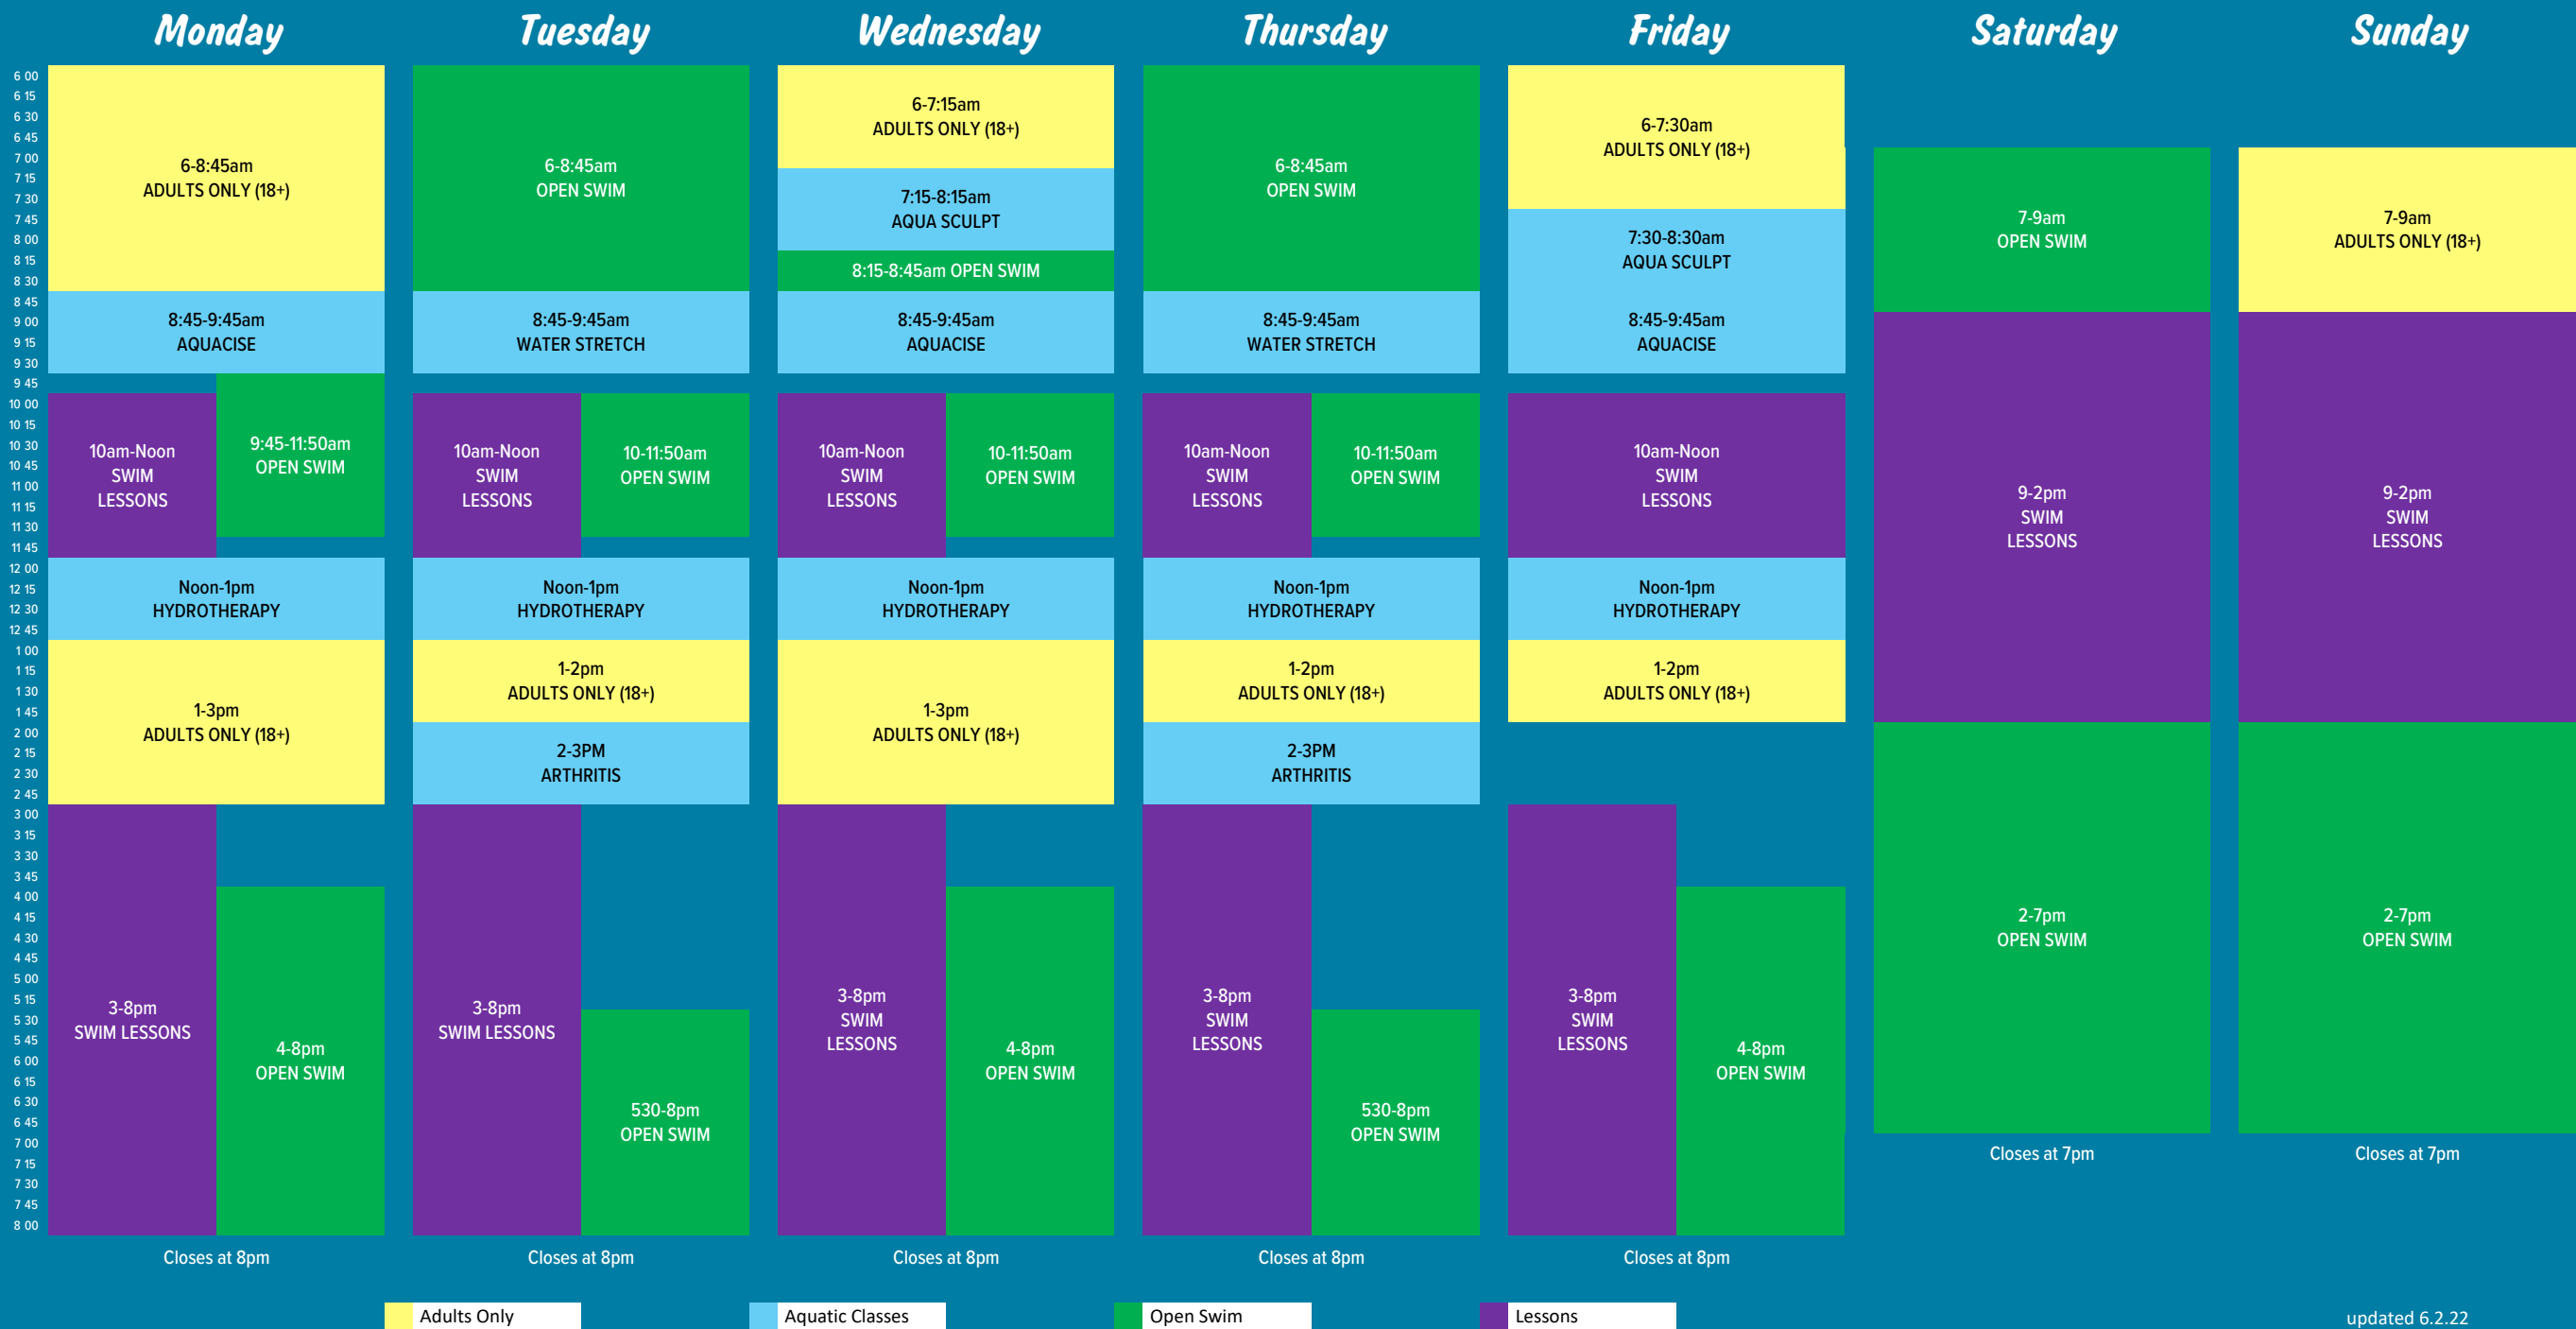 Monday
Tuesday
Wednesday
Thursday
Friday
Saturday
Sunday
6 00
6 15
6 30
6 45
7 00
7 15
7 30
7 45
8 00
8 15
8 30
8 45
9 00
9 15
9 30
9 45
10 00
10 15
10 30
10 45
11 00
11 15
11 30
11 45
12 00
12 15
12 30
12 45
1 00
1 15
1 30
1 45
2 00
2 15
2 30
2 45
3 00
3 15
3 30
3 45
4 00
4 15
4 30
4 45
5 00
5 15
5 30
5 45
6 00
6 15
6 30
6 45
7 00
7 15
7 30
7 45
8 00
6-8:45am
ADULTS ONLY (18+)
8:45-9:45am
AQUACISE
10am-Noon
SWIM
LESSONS
9:45-11:50am
OPEN SWIM
Noon-1pm
HYDROTHERAPY
1-3pm
ADULTS ONLY (18+)
3-8pm
SWIM LESSONS
4-8pm
OPEN SWIM
Closes at 8pm
6-8:45am
OPEN SWIM
8:45-9:45am
WATER STRETCH
10am-Noon
SWIM
LESSONS
10-11:50am
OPEN SWIM
Noon-1pm
HYDROTHERAPY
1-2pm
ADULTS ONLY (18+)
2-3PM
ARTHRITIS
3-8pm
SWIM LESSONS
530-8pm
OPEN SWIM
Closes at 8pm
6-7:15am
ADULTS ONLY (18+)
7:15-8:15am
AQUA SCULPT
8:15-8:45am OPEN SWIM
8:45-9:45am
AQUACISE
10am-Noon
SWIM
LESSONS
10-11:50am
OPEN SWIM
Noon-1pm
HYDROTHERAPY
1-3pm
ADULTS ONLY (18+)
3-8pm
SWIM
LESSONS
4-8pm
OPEN SWIM
Closes at 8pm
6-8:45am
OPEN SWIM
8:45-9:45am
WATER STRETCH
10am-Noon
SWIM
LESSONS
10-11:50am
OPEN SWIM
Noon-1pm
HYDROTHERAPY
1-2pm
ADULTS ONLY (18+)
2-3PM
ARTHRITIS
3-8pm
SWIM
LESSONS
530-8pm
OPEN SWIM
Closes at 8pm
6-7:30am
ADULTS ONLY (18+)
7:30-8:30am
AQUA SCULPT
8:45-9:45am
AQUACISE
10am-Noon
SWIM
LESSONS
Noon-1pm
HYDROTHERAPY
1-2pm
ADULTS ONLY (18+)
3-8pm
SWIM
LESSONS
4-8pm
OPEN SWIM
Closes at 8pm
7-9am
OPEN SWIM
9-2pm
SWIM
LESSONS
2-7pm
OPEN SWIM
Closes at 7pm
7-9am
ADULTS ONLY (18+)
9-2pm
SWIM
LESSONS
2-7pm
OPEN SWIM
Closes at 7pm
Adults Only
Aquatic Classes
Open Swim
Lessons
updated 6.2.22